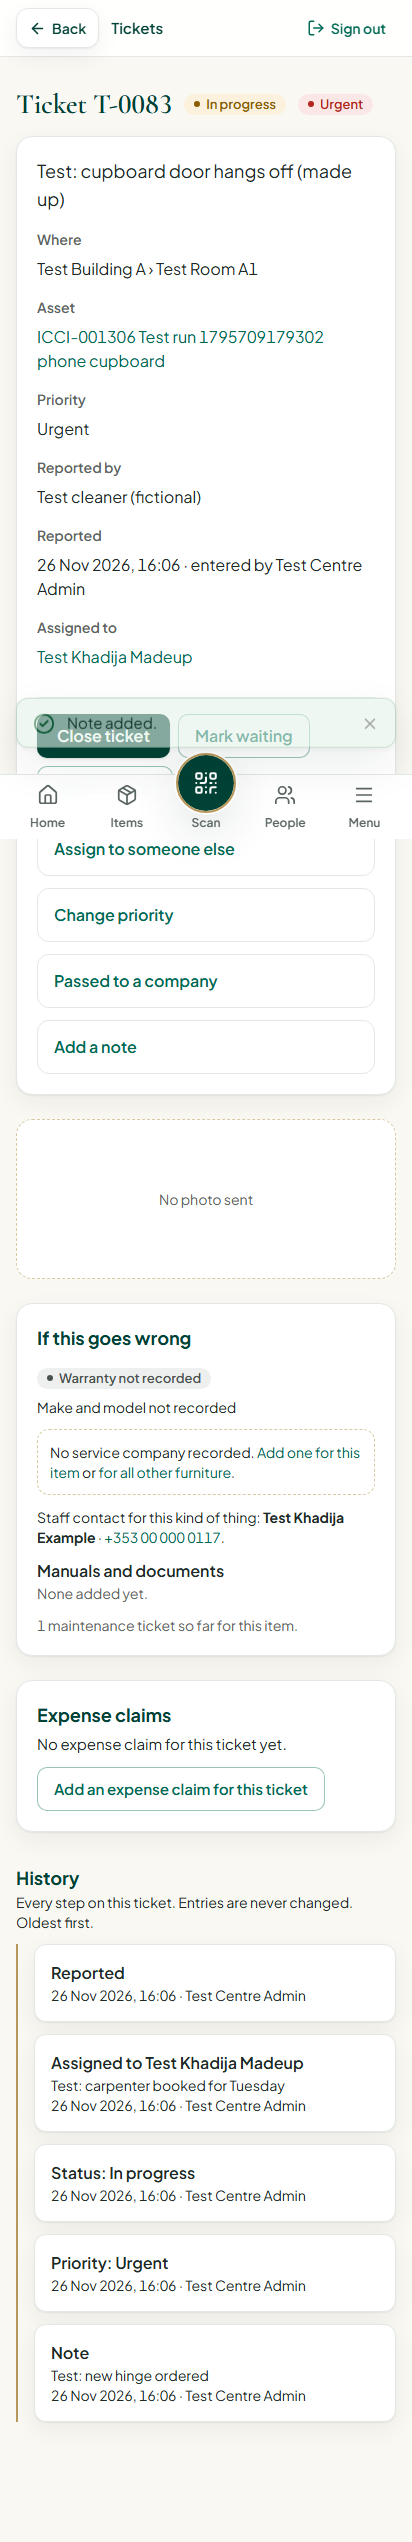 Back
Tickets
Sign out
Ticket T-0083
In progress
Urgent
Test: cupboard door hangs off (made
up)
Where
Test Building A › Test Room A1
Asset
ICCI-001306 Test run 1795709179302
phone cupboard
Priority
Urgent
Reported by
Test cleaner (fictional)
Reported
26 Nov 2026, 16:06 · entered by Test Centre
Admin
Assigned to
Test Khadija Madeup
Note added.
Close ticket
Mark waiting
Home
Items
Scan
People
Menu
Assign to someone else
Change priority
Passed to a company
Add a note
No photo sent
If this goes wrong
Warranty not recorded
Make and model not recorded
No service company recorded. Add one for this
item or for all other furniture.
Staff contact for this kind of thing: Test Khadija
Example · +353 00 000 0117.
Manuals and documents
None added yet.
1 maintenance ticket so far for this item.
Expense claims
No expense claim for this ticket yet.
Add an expense claim for this ticket
History
Every step on this ticket. Entries are never changed.
Oldest first.
Reported
26 Nov 2026, 16:06 · Test Centre Admin
Assigned to Test Khadija Madeup
Test: carpenter booked for Tuesday
26 Nov 2026, 16:06 · Test Centre Admin
Status: In progress
26 Nov 2026, 16:06 · Test Centre Admin
Priority: Urgent
26 Nov 2026, 16:06 · Test Centre Admin
Note
Test: new hinge ordered
26 Nov 2026, 16:06 · Test Centre Admin